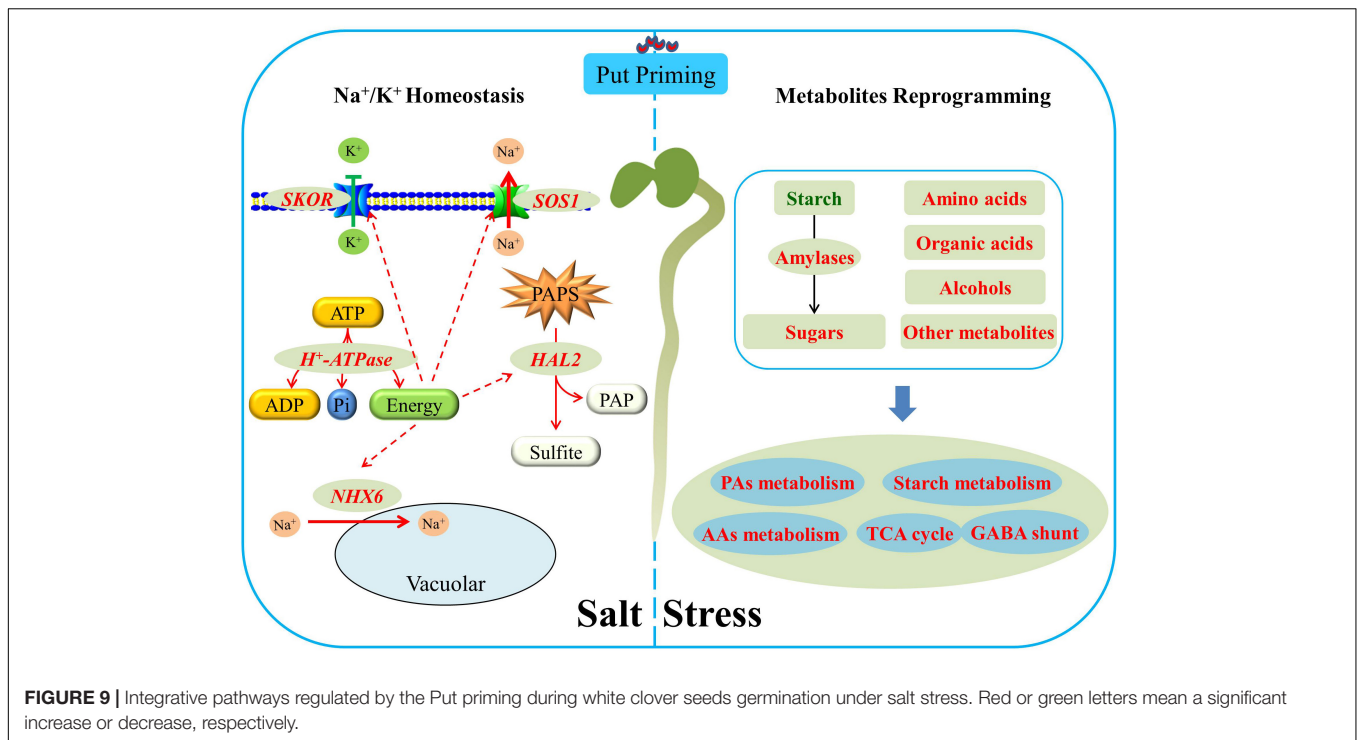 Put Priming
Na⁺/K⁺ Homeostasis
K⁺
Na⁺
SKOR
SOS1
K⁺
Na⁺
PAPS
ATP
H⁺-ATPase
HAL2
ADP
Pi
Energy
PAP
Sulfite
NHX6
Na⁺
Na⁺
Vacuolar
Metabolites Reprogramming
Starch
Amylases
Sugars
Amino acids
Organic acids
Alcohols
Other metabolites
PAs metabolism
Starch metabolism
AAs metabolism
TCA cycle
GABA shunt
Salt Stress
FIGURE 9 | Integrative pathways regulated by the Put priming during white clover seeds germination under salt stress. Red or green letters mean a significant
increase or decrease, respectively.